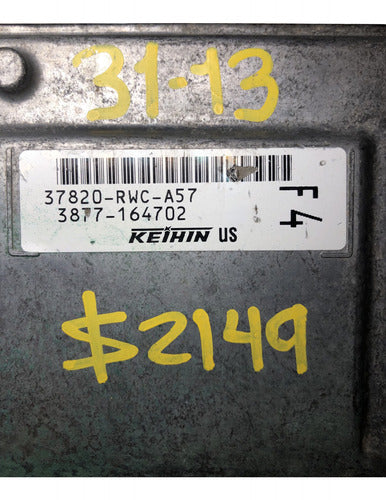 31-13
37820-RWC-A57
3877-164702
KEIHIN US
F4
$2149